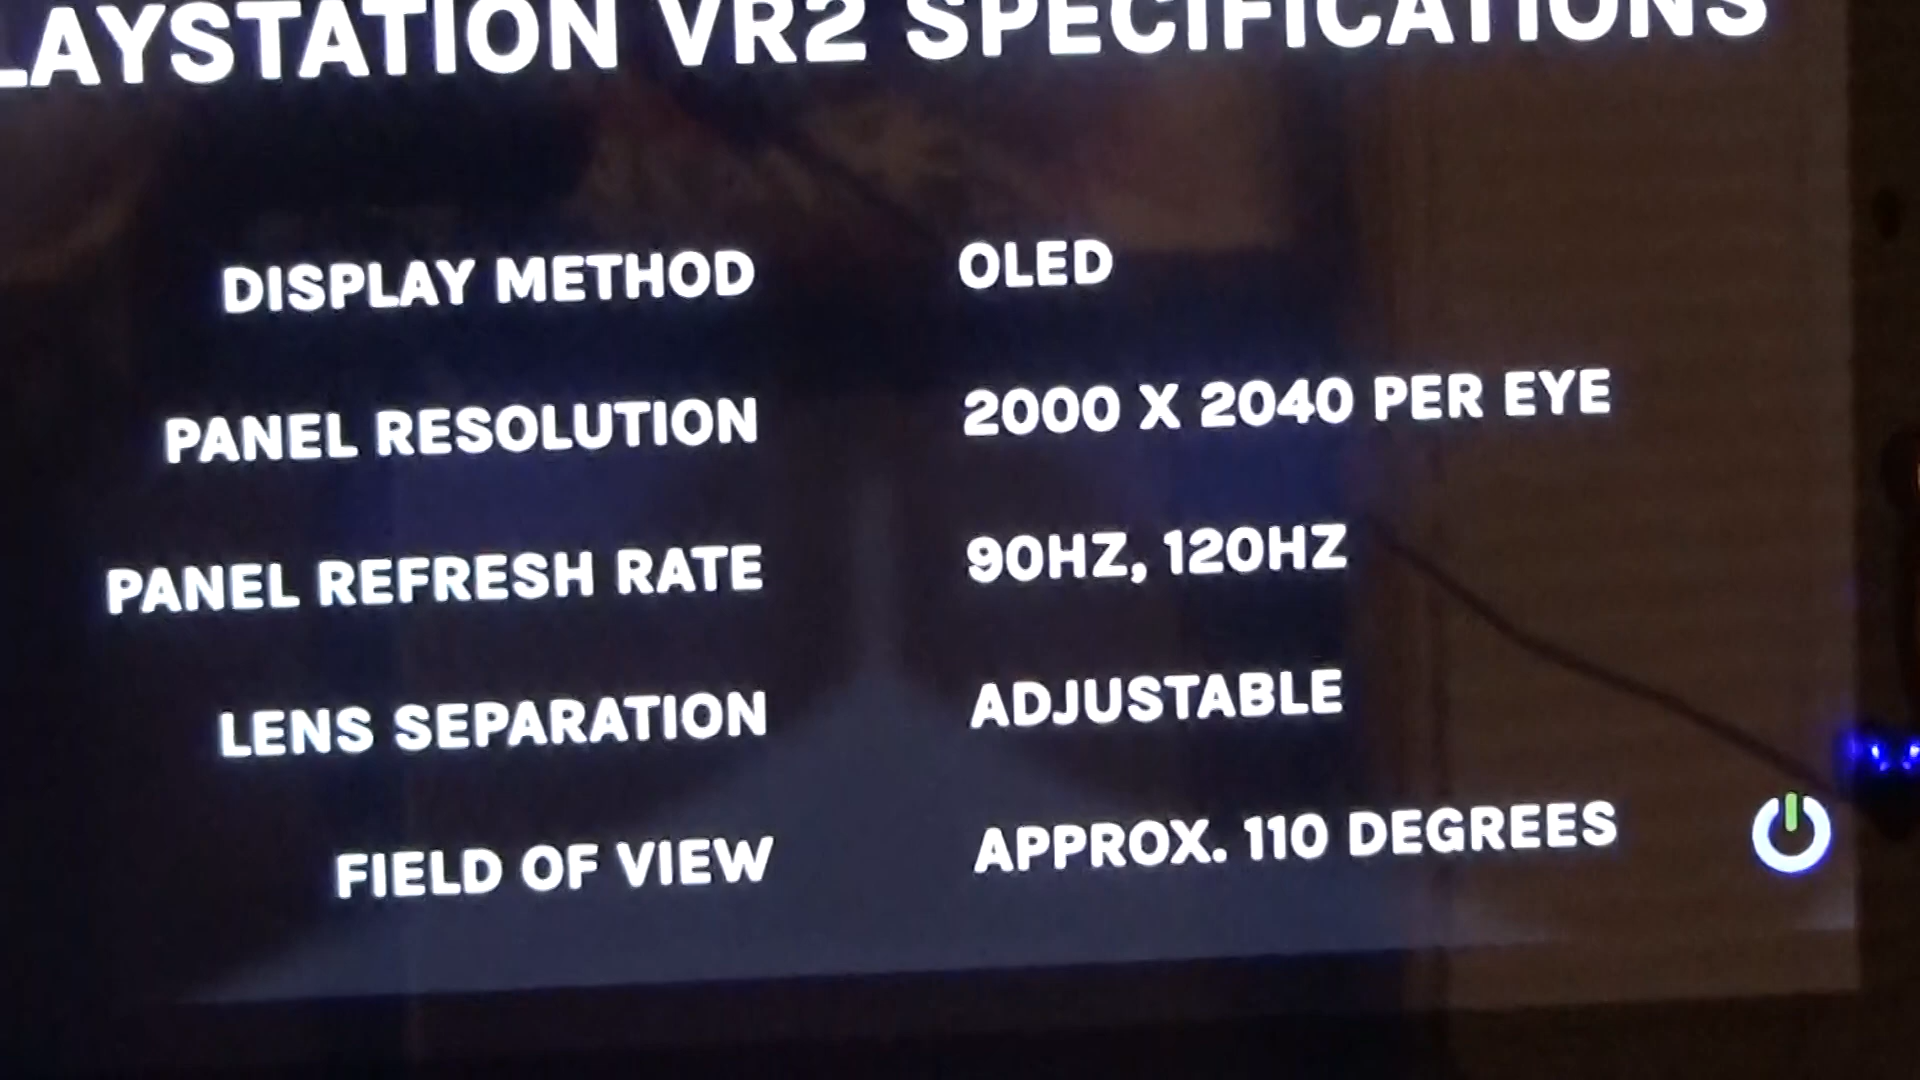 LAYSTATION VR2 SPECIFICATIONS
DISPLAY METHOD OLED
PANEL RESOLUTION 2000 X 2040 PER EYE
PANEL REFRESH RATE 90HZ, 120HZ
LENS SEPARATION ADJUSTABLE
FIELD OF VIEW APPROX. 110 DEGREES